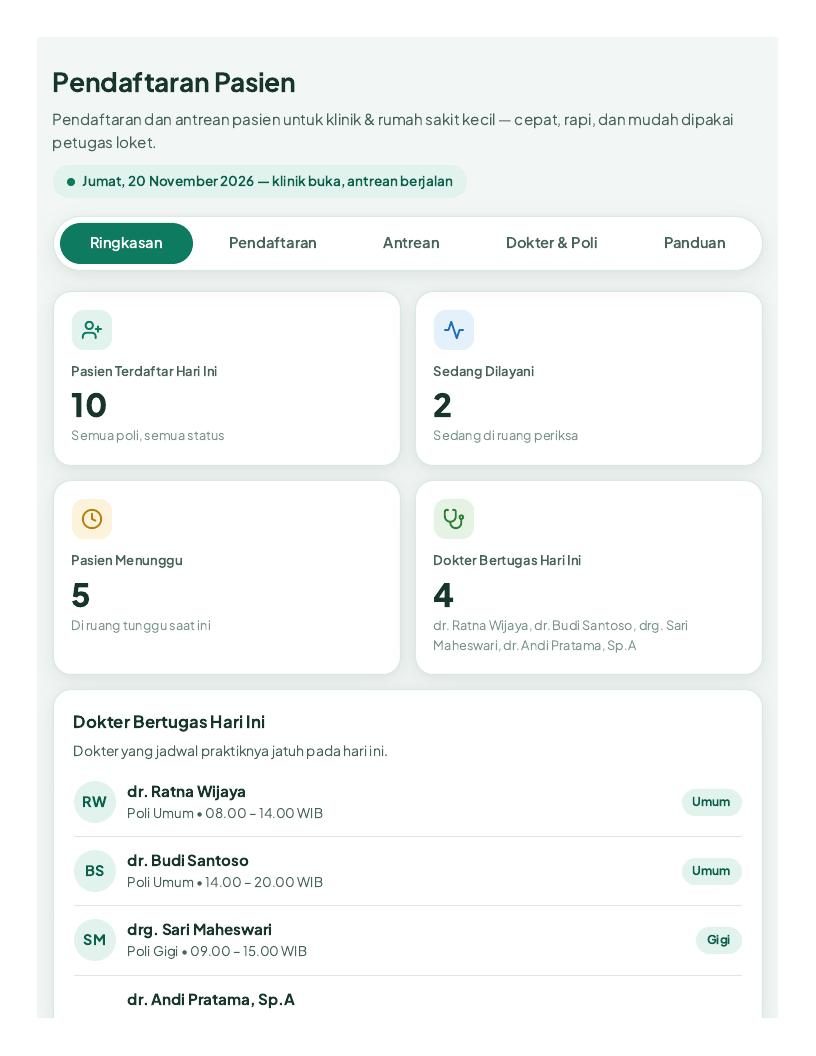 Pendaftaran Pasien
Pendaftaran dan antrean pasien untuk klinik & rumah sakit kecil — cepat, rapi, dan mudah dipakai
petugas loket.
Jumat, 20 November 2026 — klinik buka, antrean berjalan
Ringkasan Pendaftaran Antrean Dokter & Poli Panduan
Pasien Terdaftar Hari Ini
10
Semua poli, semua status
Sedang Dilayani
2
Sedang di ruang periksa
Pasien Menunggu
5
Di ruang tunggu saat ini
Dokter Bertugas Hari Ini
4
dr. Ratna Wijaya, dr. Budi Santoso, drg. Sari
Maheswari, dr. Andi Pratama, Sp.A
Dokter Bertugas Hari Ini
Dokter yang jadwal praktiknya jatuh pada hari ini.
RW
dr. Ratna Wijaya
Poli Umum • 08.00 – 14.00 WIB
Umum
BS
dr. Budi Santoso
Poli Umum • 14.00 – 20.00 WIB
Umum
SM
drg. Sari Maheswari
Poli Gigi • 09.00 – 15.00 WIB
Gigi
dr. Andi Pratama, Sp.A